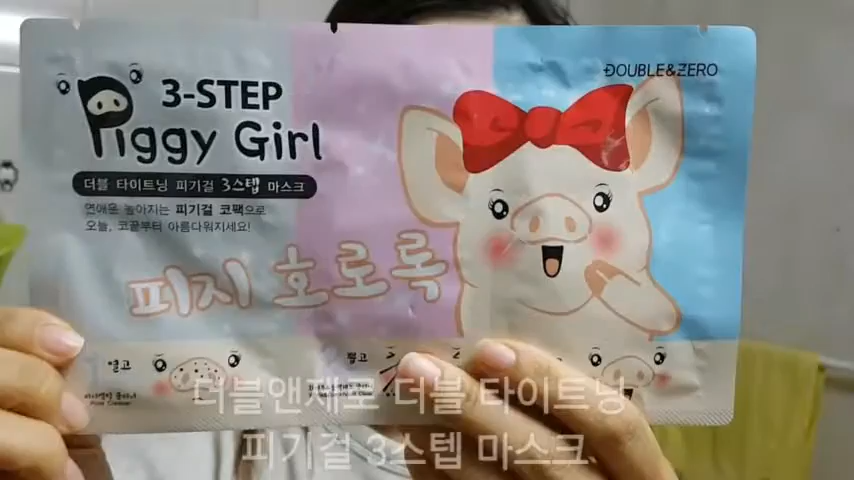 DOUBLE&ZERO
3-STEP
Piggy Girl
더블 타이트닝 피기걸 3스텝 마스크
연애운 높아지는 피기걸 코팩으로
오늘, 코끝부터 아름다워지세요!
피지 호로록
열고
뽑고
더블앤제로 더블 타이트닝
피기걸 3스텝 마스크